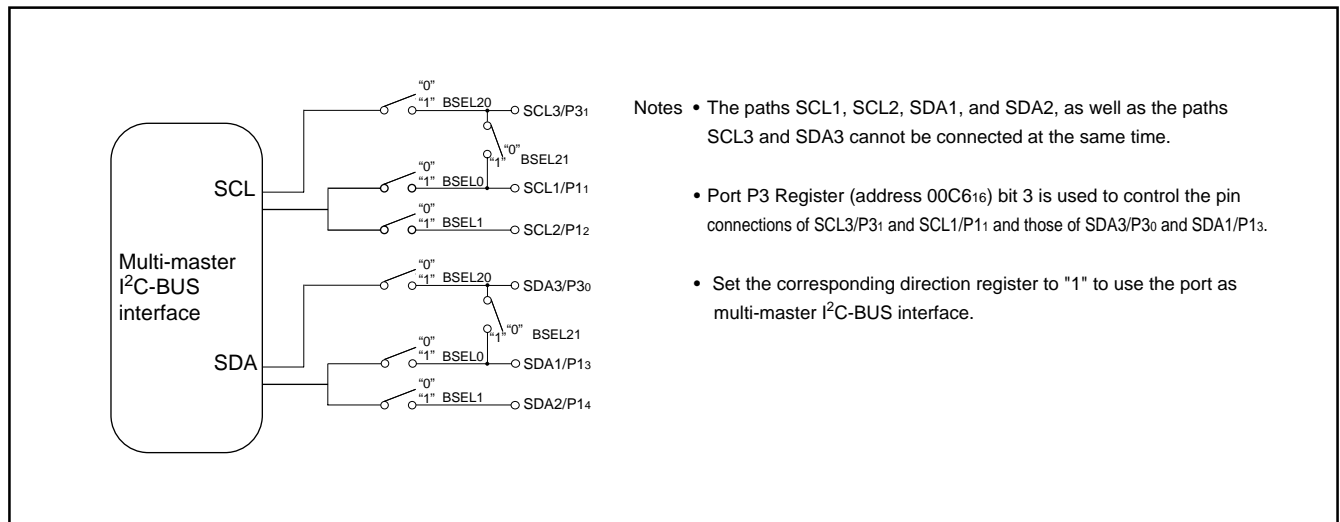 “0”
“1” BSEL20 SCL3/P31
“0”
“1” BSEL21
“0”
SCL “1” BSEL0 SCL1/P11
“0”
“1” BSEL1 SCL2/P12
Multi-master
I2C-BUS
interface
“0”
“1” BSEL20 SDA3/P30
“0”
“1” BSEL21
“0”
SDA “1” BSEL0 SDA1/P13
“0”
“1” BSEL1 SDA2/P14
Notes • The paths SCL1, SCL2, SDA1, and SDA2, as well as the paths
SCL3 and SDA3 cannot be connected at the same time.
• Port P3 Register (address 00C616) bit 3 is used to control the pin
connections of SCL3/P31 and SCL1/P11 and those of SDA3/P30 and SDA1/P13.
• Set the corresponding direction register to "1" to use the port as
multi-master I2C-BUS interface.